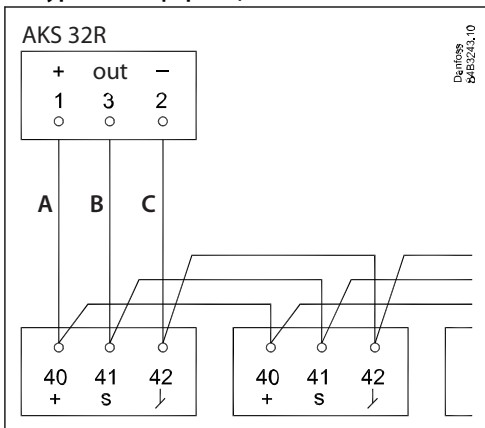 AKS 32R
+ out –
1 3 2
A B C
40 41 42
+ S
40 41 42
+ S
Danfoss
84B3243.10